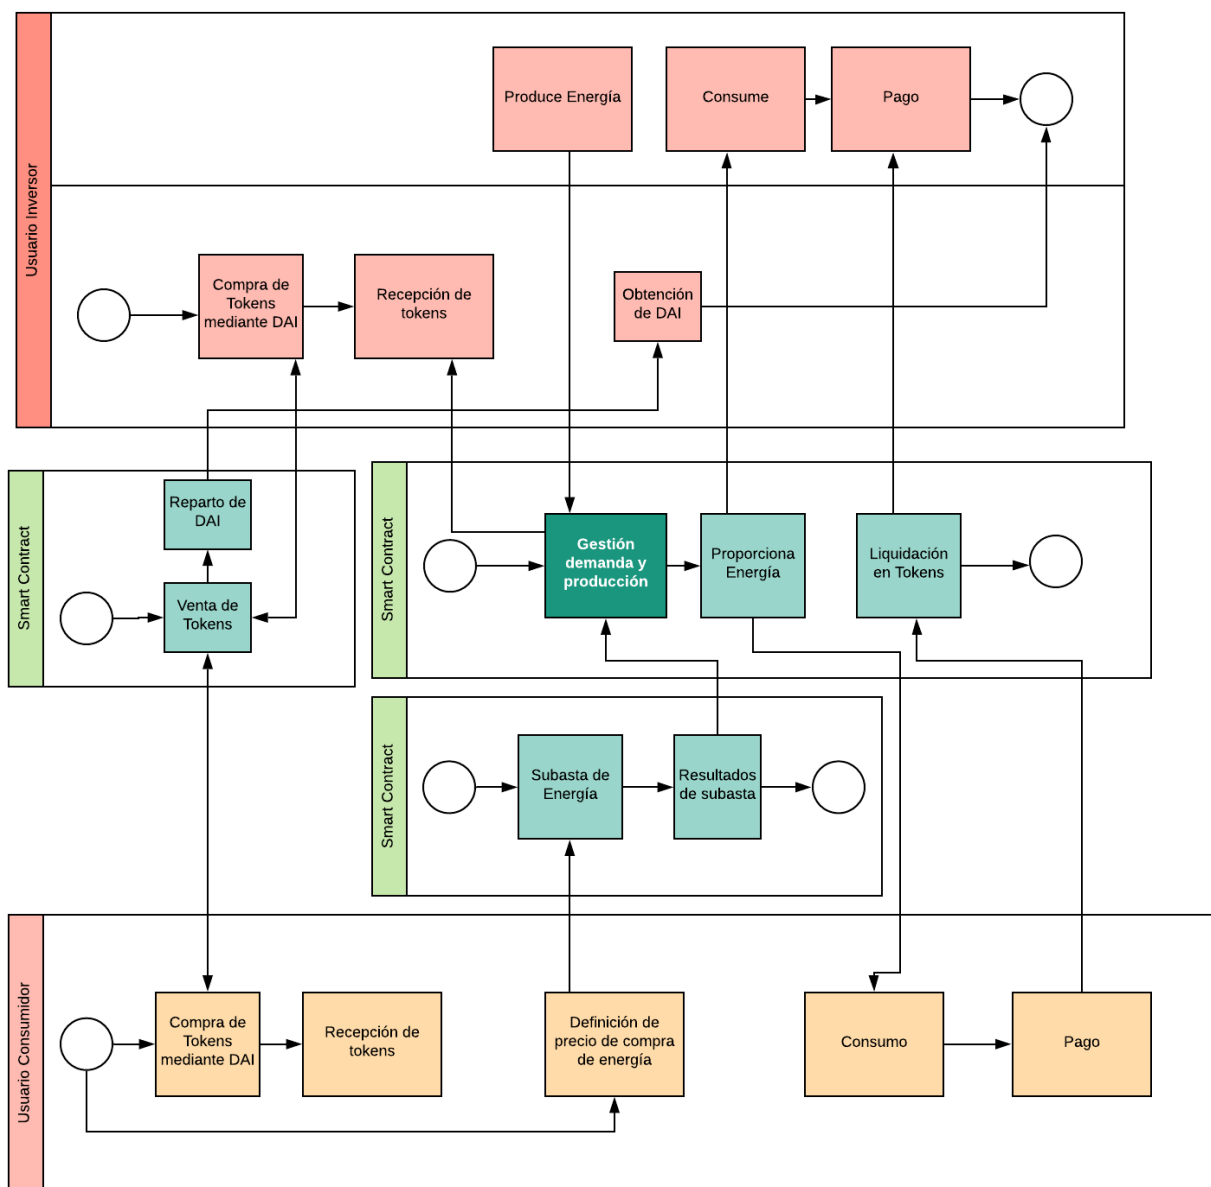 Usuario Inversor
Produce Energía
Consume
Pago
Compra de
Tokens
mediante DAI
Recepción de
tokens
Obtención
de DAI
Smart Contract
Reparto de
DAI
Venta de
Tokens
Smart Contract
Gestión
demanda y
producción
Proporciona
Energía
Liquidación
en Tokens
Smart Contract
Subasta de
Energía
Resultados
de subasta
Usuario Consumidor
Compra de
Tokens
mediante DAI
Recepción de
tokens
Definición de
precio de compra
de energía
Consumo
Pago